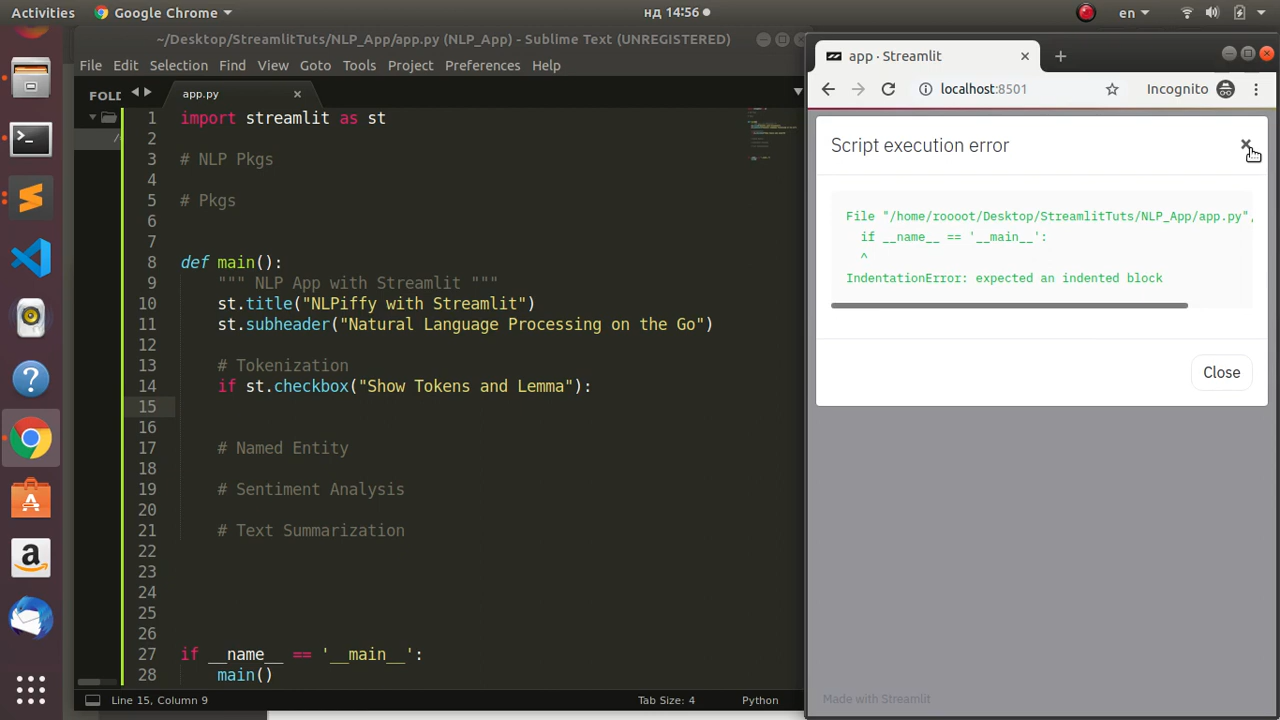 Activities
Google Chrome
нд 14:56
en
~/Desktop/StreamlitTuts/NLP_App/app.py (NLP_App) - Sublime Text (UNREGISTERED)
File Edit Selection Find View Goto Tools Project Preferences Help
FOLD
app.py
1 import streamlit as st
2
3 # NLP Pkgs
4
5 # Pkgs
6
7
8 def main():
9 """ NLP App with Streamlit """
10 st.title("NLPiffy with Streamlit")
11 st.subheader("Natural Language Processing on the Go")
12
13 # Tokenization
14 if st.checkbox("Show Tokens and Lemma"):
15
16
17 # Named Entity
18
19 # Sentiment Analysis
20
21 # Text Summarization
22
23
24
25
26
27 if __name__ == '__main__':
28 main()
Line 15, Column 9
Tab Size: 4
Python
app · Streamlit
localhost:8501
Incognito
Script execution error
File "/home/roooot/Desktop/StreamlitTuts/NLP_App/app.py",
if __name__ == '__main__':
^
IndentationError: expected an indented block
Close
Made with Streamlit